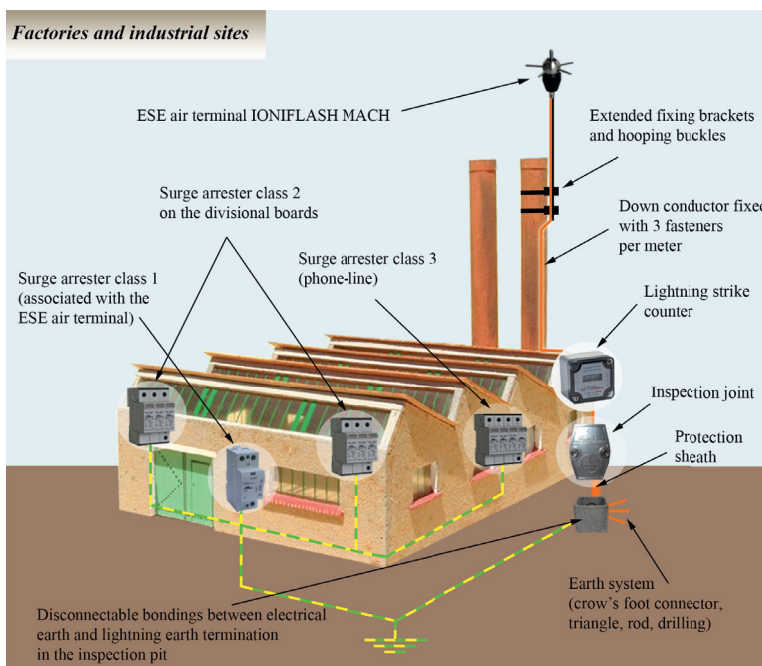 Factories and industrial sites
ESE air terminal IONIFLASH MACH
Extended fixing brackets
and hooping buckles
Surge arrester class 2
on the divisional boards
Down conductor fixed
with 3 fasteners
per meter
Surge arrester class 3
(phone-line)
Surge arrester class 1
(associated with the
ESE air terminal)
Lightning strike
counter
Inspection joint
Protection
sheath
Earth system
(crow's foot connector,
triangle, rod, drilling)
Disconnectable bondings between electrical
earth and lightning earth termination
in the inspection pit